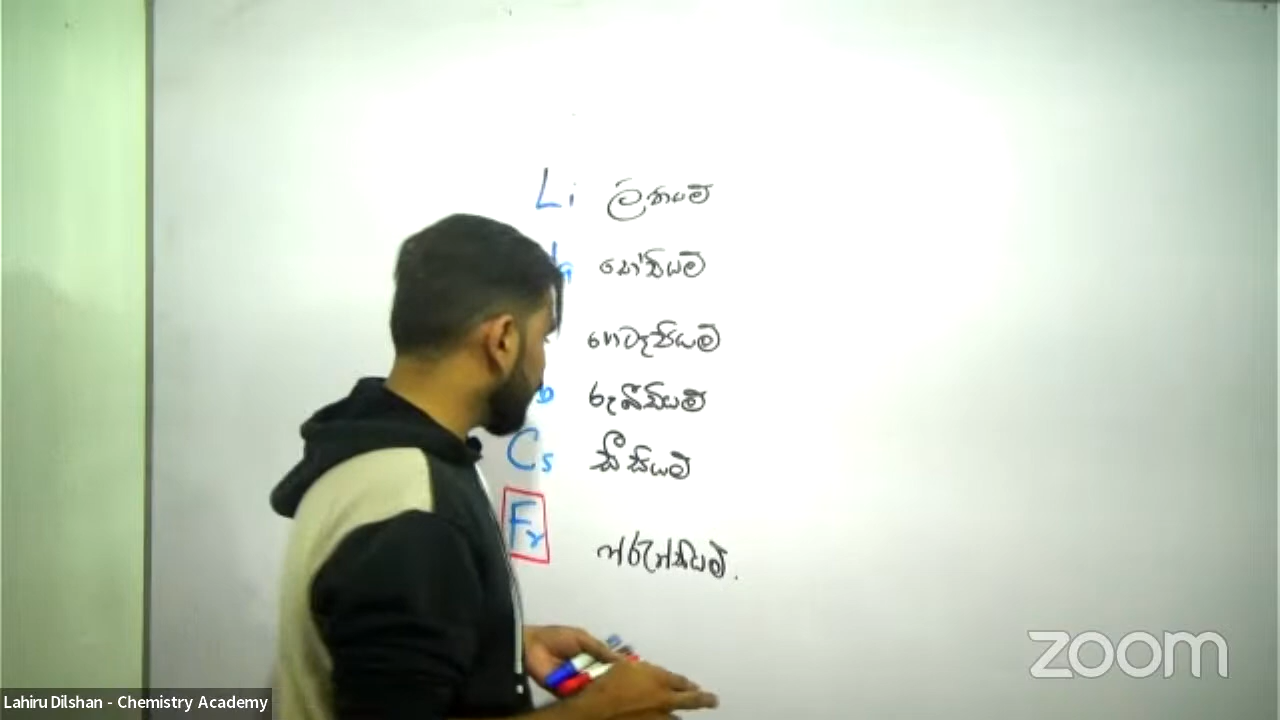 Li ලිතියම්
a සෝඩියම්
පොටෑසියම්
b රුබීඩියම්
Cs සීසියම්
Fr ෆ්රැන්සියම්.
zoom
Lahiru Dilshan - Chemistry Academy